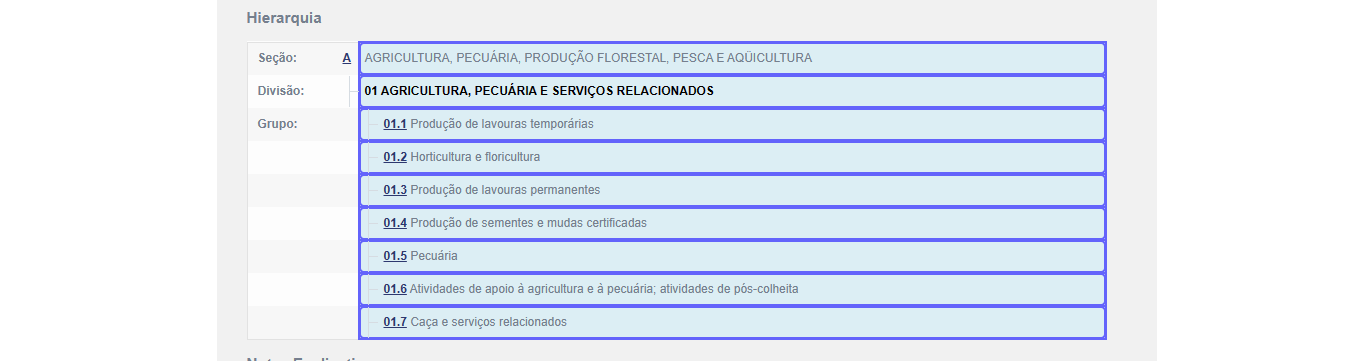 Hierarquia
Seção: A AGRICULTURA, PECUÁRIA, PRODUÇÃO FLORESTAL, PESCA E AQÜICULTURA
Divisão: 01 AGRICULTURA, PECUÁRIA E SERVIÇOS RELACIONADOS
Grupo: 01.1 Produção de lavouras temporárias
01.2 Horticultura e floricultura
01.3 Produção de lavouras permanentes
01.4 Produção de sementes e mudas certificadas
01.5 Pecuária
01.6 Atividades de apoio à agricultura e à pecuária; atividades de pós-colheita
01.7 Caça e serviços relacionados